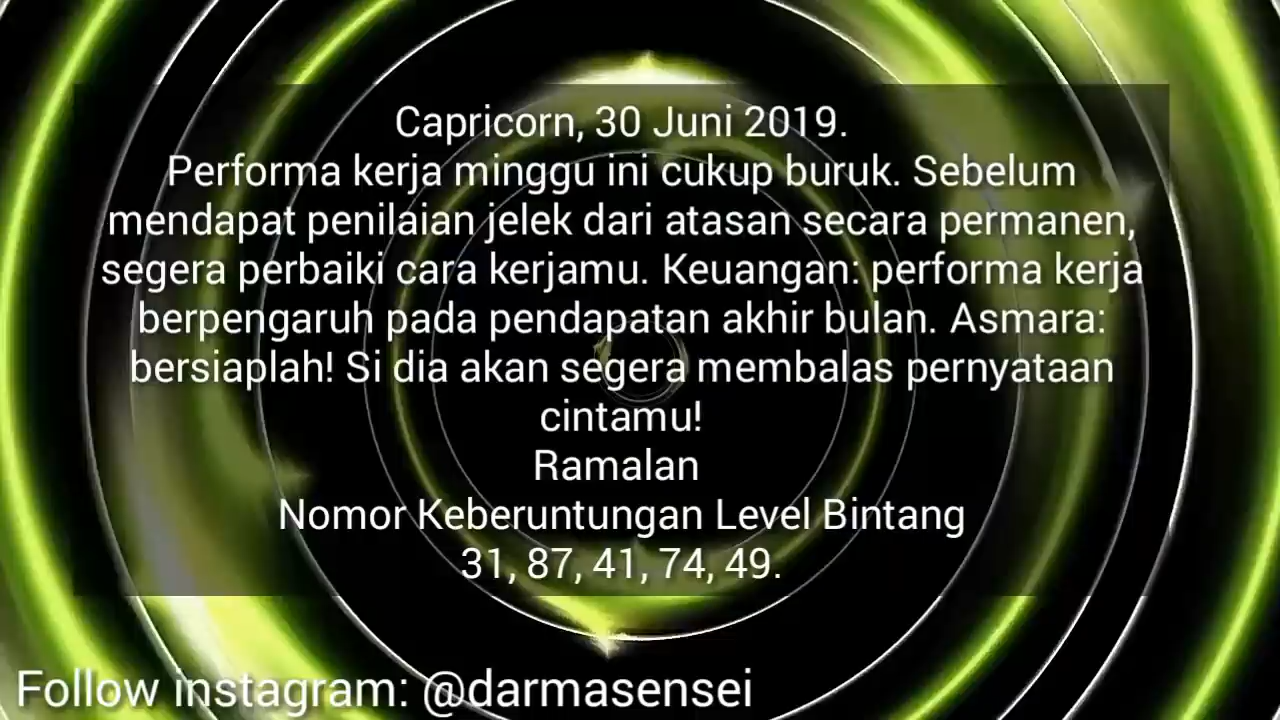 Capricorn, 30 Juni 2019.
Performa kerja minggu ini cukup buruk. Sebelum
mendapat penilaian jelek dari atasan secara permanen,
segera perbaiki cara kerjamu. Keuangan: performa kerja
berpengaruh pada pendapatan akhir bulan. Asmara:
bersiaplah! Si dia akan segera membalas pernyataan
cintamu!
Ramalan
Nomor Keberuntungan Level Bintang
31, 87, 41, 74, 49.
Follow instagram: @darmasensei